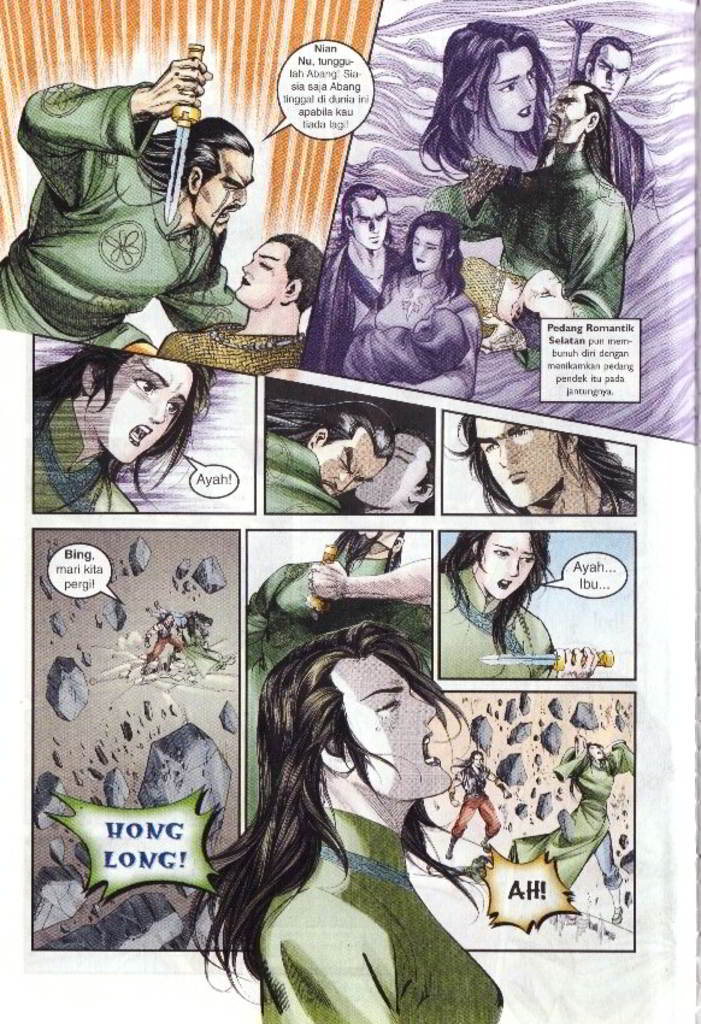 Nian
Nu, tunggu-
lah Abang! Sia-
sia saja Abang
tinggal di dunia ini
apabila kau
tiada lagi!
Pedang Romantik
Selatan pun mem-
bunuh diri dengan
menikamkan pedang
pendek itu pada
jantungnya.
Ayah!
Bing,
mari kita
pergi!
Ayah...
Ibu...
HONG
LONG!
AH!